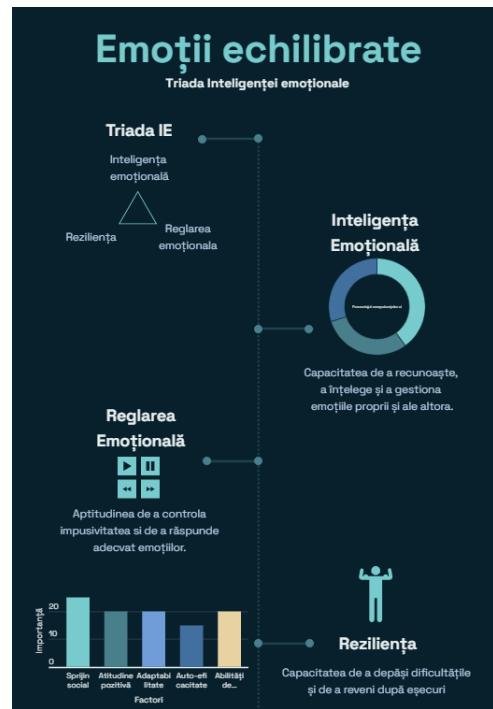 Emoții echilibrate
Triada Inteligenței emoționale
Triada IE
Inteligența
emoțională
Reziliența
Reglarea
emoționala
Inteligența
Emoțională
Capacitatea de a recunoaște,
a înțelege și a gestiona
emoțiile proprii și ale altora.
Reglarea
Emoțională
Aptitudinea de a controla
impusivitatea si de a răspunde
adecvat emoțiilor.
Importanță
20
10
0
Sprijin
social
Atitudine
pozitivă
Adaptabi
litate
Auto-efi
cacitate
Abilități
de...
Factori
Reziliența
Capacitatea de a depăși dificultățile
și de a reveni după eșecuri